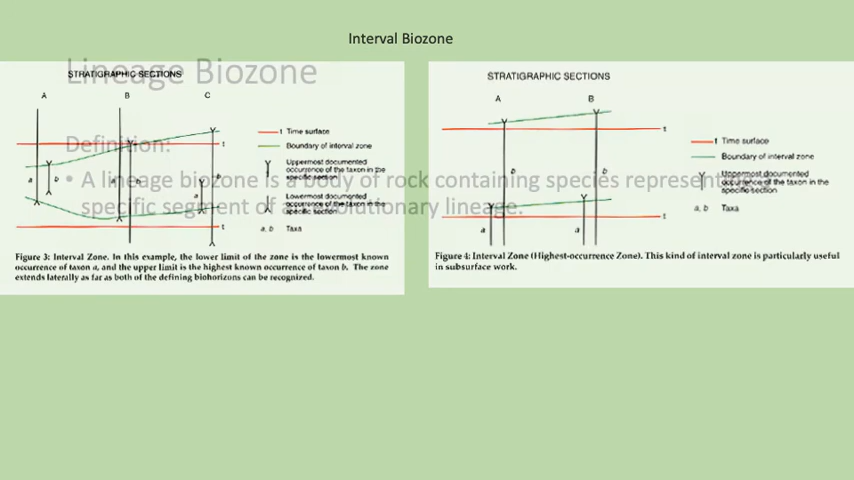 Interval Biozone
Lineage Biozone
STRATIGRAPHIC SECTIONS
A B C
t Time surface
t
Boundary of interval zone
Uppermost documented
occurrence of the taxon in the
specific section
Lowermost documented
occurrence of the taxon in the
specific section
a b a b a
a, b Taxa
t
Figure 3: Interval Zone. In this example, the lower limit of the zone is the lowermost known
occurrence of taxon a, and the upper limit is the highest known occurrence of taxon b. The zone
extends laterally as far as both of the defining biohorizons can be recognized.
STRATIGRAPHIC SECTIONS
A B
t
t Time surface
Boundary of interval zone
b b
Uppermost documented
occurrence of the taxon in the
specific section
a, b Taxa
t
a a
Figure 4: Interval Zone (Highest-occurrence Zone). This kind of interval zone is particularly useful
in subsurface work.
Definition:
• A lineage biozone is a body of rock containing species
specific segment of lineage.